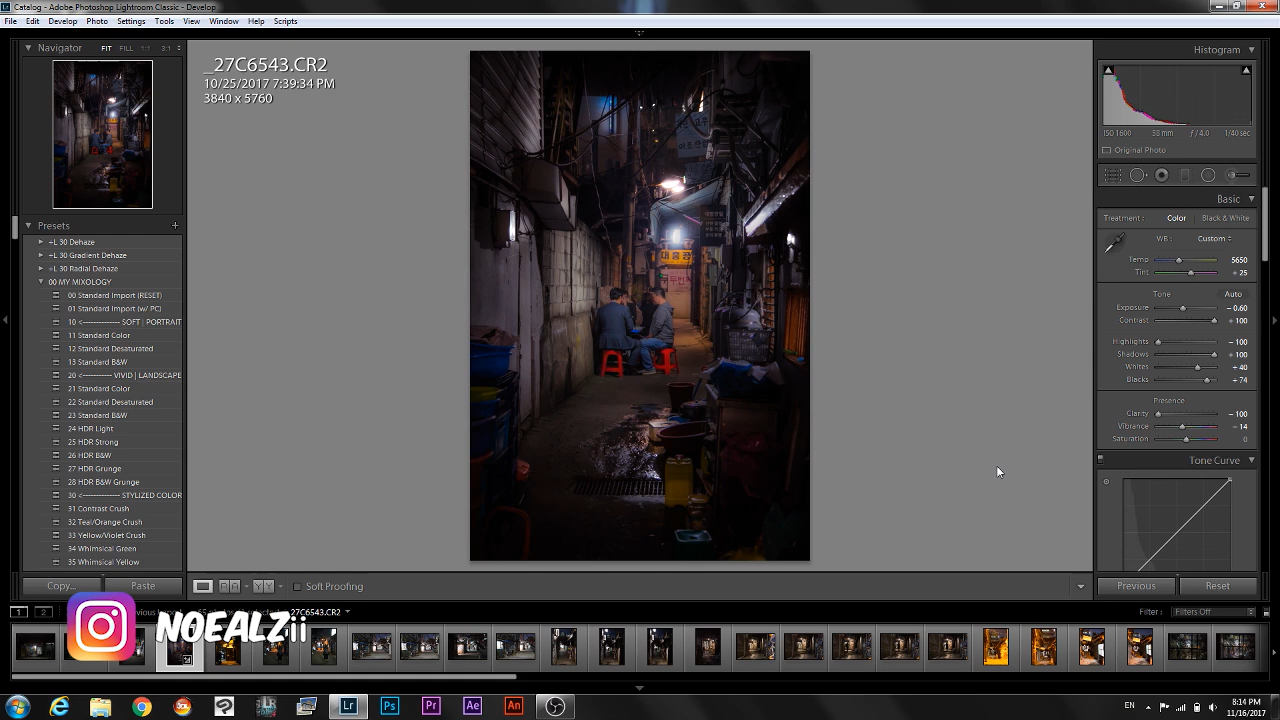 Catalog - Adobe Photoshop Lightroom Classic - Develop
File Edit Develop Photo Settings Tools View Window Help Scripts
Navigator FIT FILL 1:1 3:1
_27C6543.CR2
10/25/2017 7:39:34 PM
3840 x 5760
Presets +
+L 30 Dehaze
+L 30 Gradient Dehaze
+L 30 Radial Dehaze
00 MY MIXOLOGY
00 Standard Import (RESET)
01 Standard Import (w/ PC)
10 <------------- SOFT | PORTRAIT
11 Standard Color
12 Standard Desaturated
13 Standard B&W
20 <----------- VIVID | LANDSCAPE
21 Standard Color
22 Standard Desaturated
23 Standard B&W
24 HDR Light
25 HDR Strong
26 HDR B&W
27 HDR Grunge
28 HDR B&W Grunge
30 <------------- STYLIZED COLOR
31 Contrast Crush
32 Teal/Orange Crush
33 Yellow/Violet Crush
34 Whimsical Green
35 Whimsical Yellow
Copy... Paste
Histogram
ISO 1600 58 mm ƒ / 4.0 1/40 sec
Original Photo
Basic
Treatment: Color Black & White
WB: Custom
Temp 5650
Tint + 25
Tone Auto
Exposure − 0.60
Contrast + 100
Highlights − 100
Shadows + 100
Whites + 40
Blacks + 74
Presence
Clarity − 100
Vibrance − 14
Saturation 0
Tone Curve
Soft Proofing
Previous Reset
1 2
27C6543.CR2
Filter : Filters Off
NOEALZii
Lr Ps Pr Ae An
EN 8:14 PM
11/16/2017